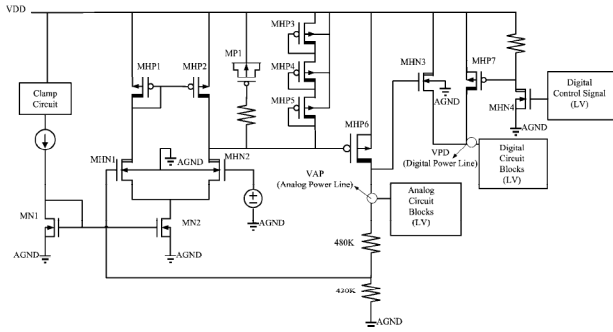 VDD
Clamp
Circuit
MHP1
MHP2
MP1
MHP3
MHP4
MHP5
MHP6
MHN3
AGND
MHP7
MHN4
AGND
Digital
Control Signal
(LV)
MHN1
AGND
MHN2
AGND
VPD
(Digital Power Line)
Digital
Circuit
Blocks
(LV)
VAP
(Analog Power Line)
Analog
Circuit Blocks
(LV)
MN1
AGND
MN2
AGND
480K
430K
AGND